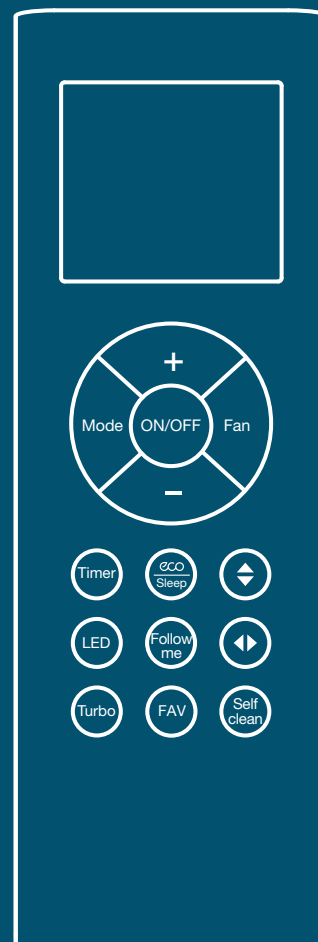 +
Mode ON/OFF Fan
-
Timer
eco
Sleep
LED
Follow
me
Turbo
FAV
Self
clean